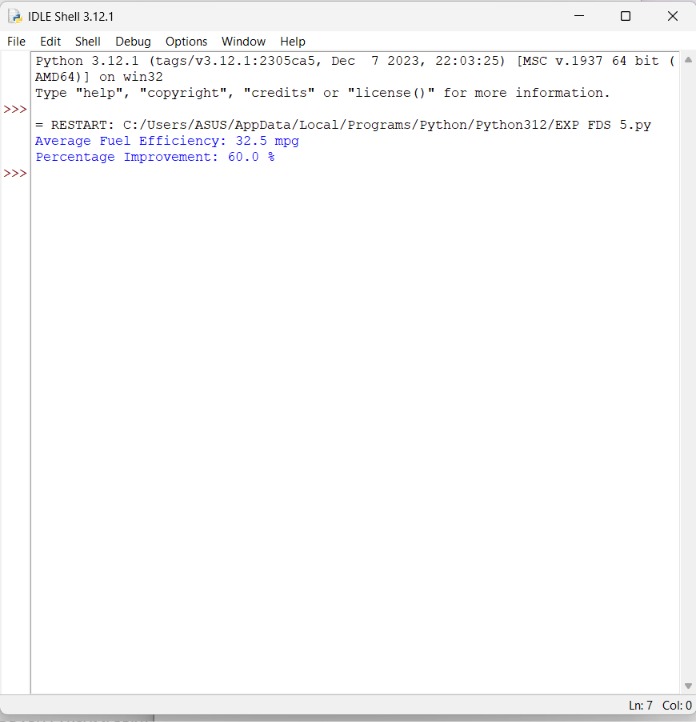 IDLE Shell 3.12.1
File Edit Shell Debug Options Window Help
Python 3.12.1 (tags/v3.12.1:2305ca5, Dec  7 2023, 22:03:25) [MSC v.1937 64 bit (
AMD64)] on win32
Type "help", "copyright", "credits" or "license()" for more information.
>>>
= RESTART: C:/Users/ASUS/AppData/Local/Programs/Python/Python312/EXP FDS 5.py
Average Fuel Efficiency: 32.5 mpg
Percentage Improvement: 60.0 %
>>>
Ln: 7 Col: 0